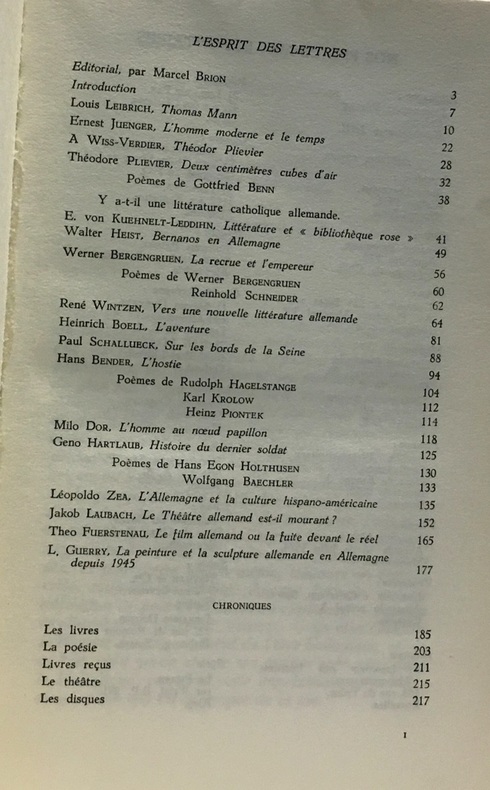 L'ESPRIT DES LETTRES
Editorial, par Marcel BRION 3
Introduction 7
Louis LEIBRICH, Thomas Mann 10
Ernest JUENGER, L'homme moderne et le temps 22
A WISS-VERDIER, Théodor Plievier 28
Théodore PLIEVIER, Deux centimètres cubes d'air 32
Poèmes de Gottfried BENN 38
Y a-t-il une littérature catholique allemande.
E. von KUEHNELT-LEDDIHN, Littérature et « bibliothèque rose » 41
Walter HEIST, Bernanos en Allemagne 49
Werner BERGENGRUEN, La recrue et l'empereur 56
Poèmes de Werner BERGENGRUEN 60
Reinhold SCHNEIDER 62
René WINTZEN, Vers une nouvelle littérature allemande 64
Heinrich BOELL, L'aventure 81
Paul SCHALLUECK, Sur les bords de la Seine 88
Hans BENDER, L'hostie 94
Poèmes de Rudolph HAGELSTANGE 104
Karl KROLOW 112
Heinz PIONTEK 114
Milo DOR, L'homme au nœud papillon 118
Geno HARTLAUB, Histoire du dernier soldat 125
Poèmes de Hans EGON HOLTHUSEN 130
Wolfgang BAECHLER 133
Léopoldo ZEA, L'Allemagne et la culture hispano-américaine 135
Jakob LAUBACH, Le Théâtre allemand est-il mourant ? 152
Theo FUERSTENAU, Le film allemand ou la fuite devant le réel 165
L, GUERRY, La peinture et la sculpture allemande en Allemagne
depuis 1945 177
CHRONIQUES
Les livres 185
La poésie 203
Livres reçus 211
Le théâtre 215
Les disques 217
I